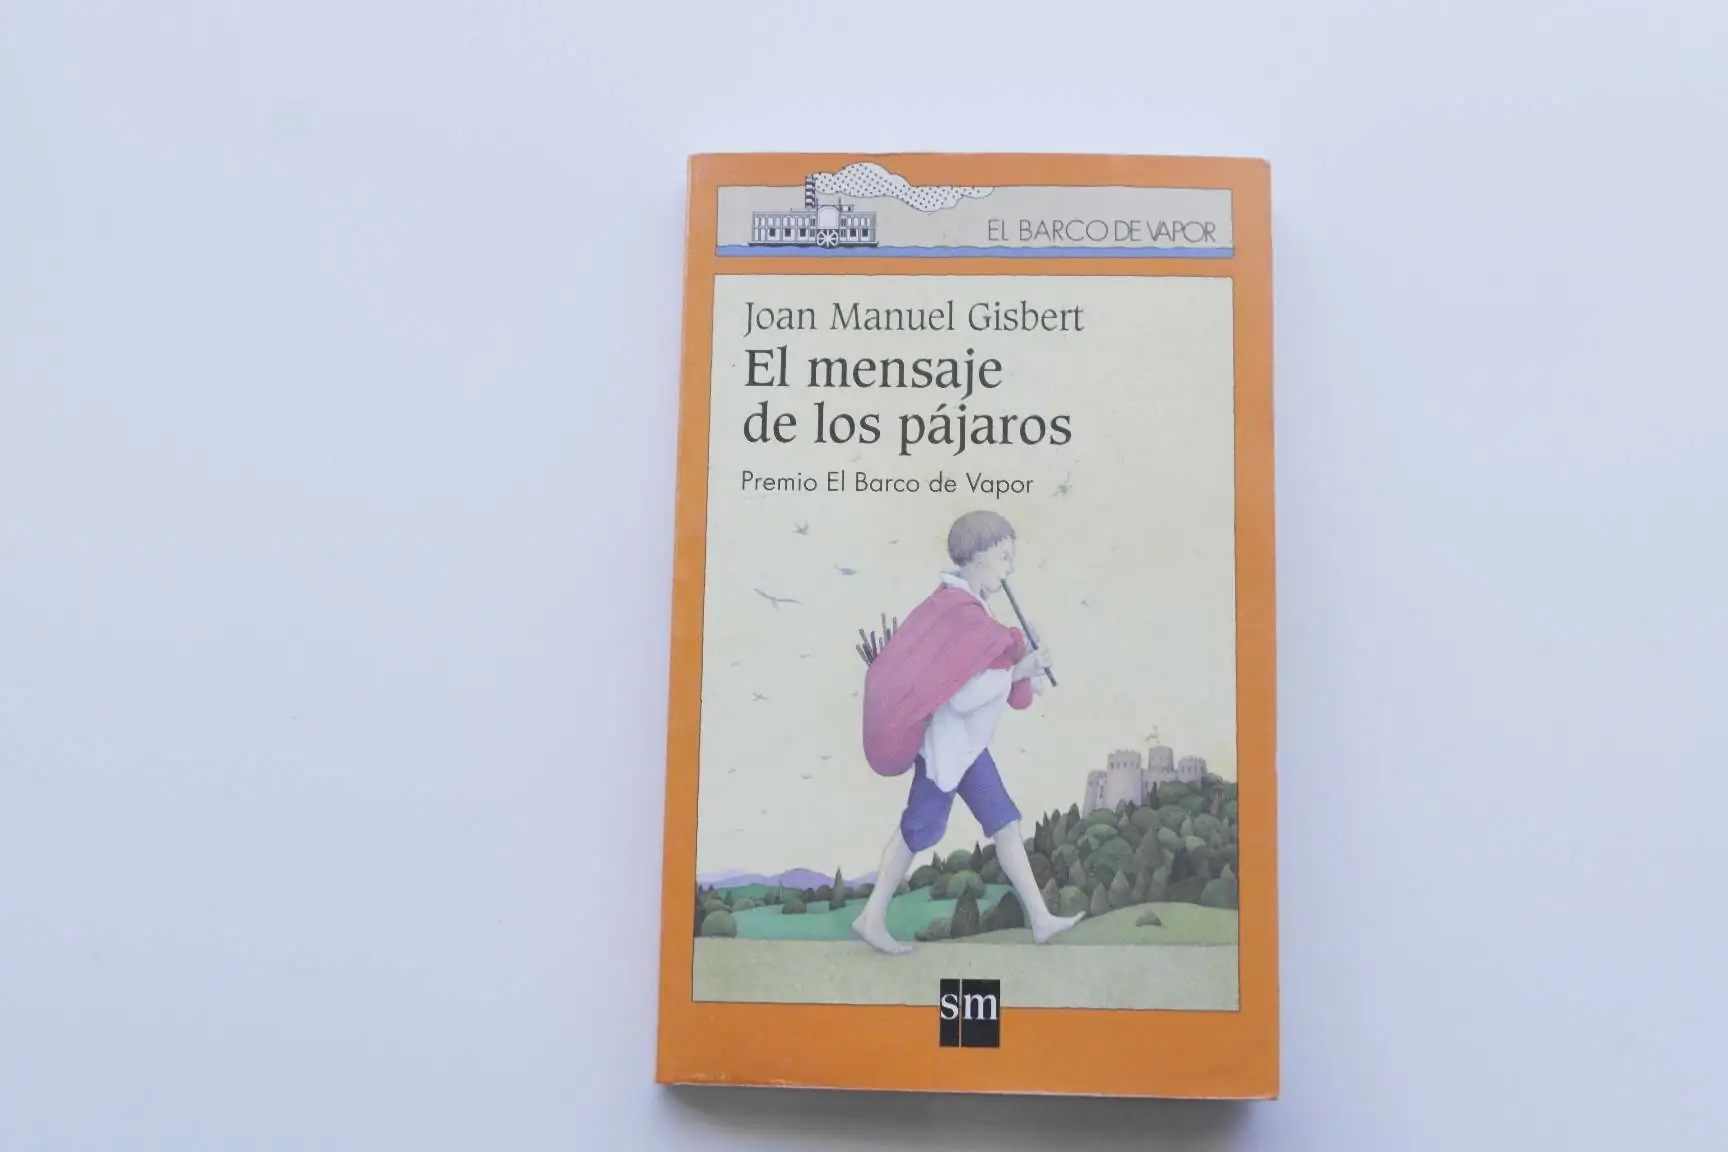 EL BARCO DE VAPOR
Joan Manuel Gisbert
El mensaje
de los pájaros
Premio El Barco de Vapor
sm